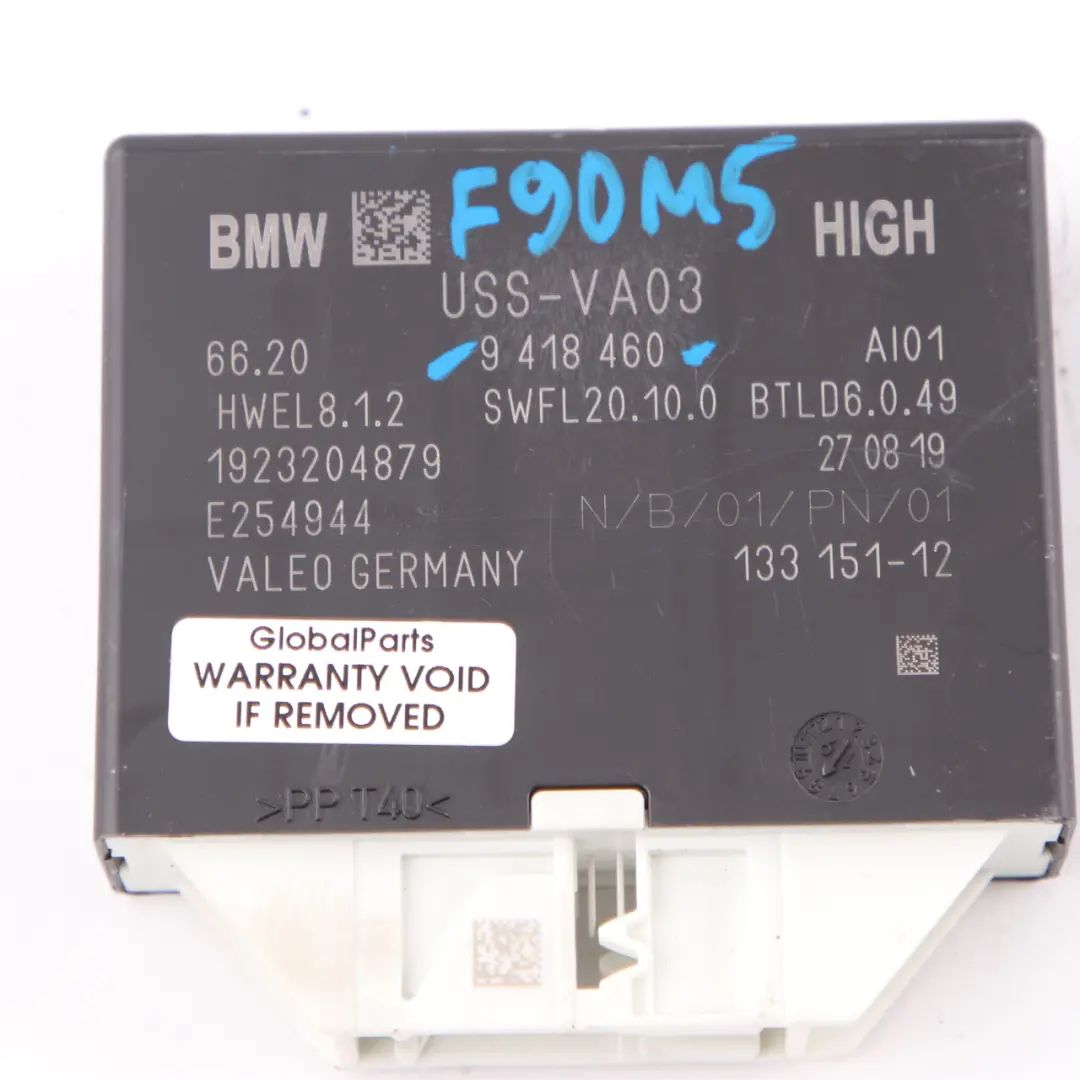 BMW F90M5 HIGH
USS-VA03
66.20 9 418 460 AI01
HWEL8.1.2 SWFL20.10.0 BTLD6.0.49
1923204879 27 08 19
E254944 N/B/01/PN/01
VALEO GERMANY 133 151-12
GlobalParts
WARRANTY VOID
IF REMOVED
>PP T40<